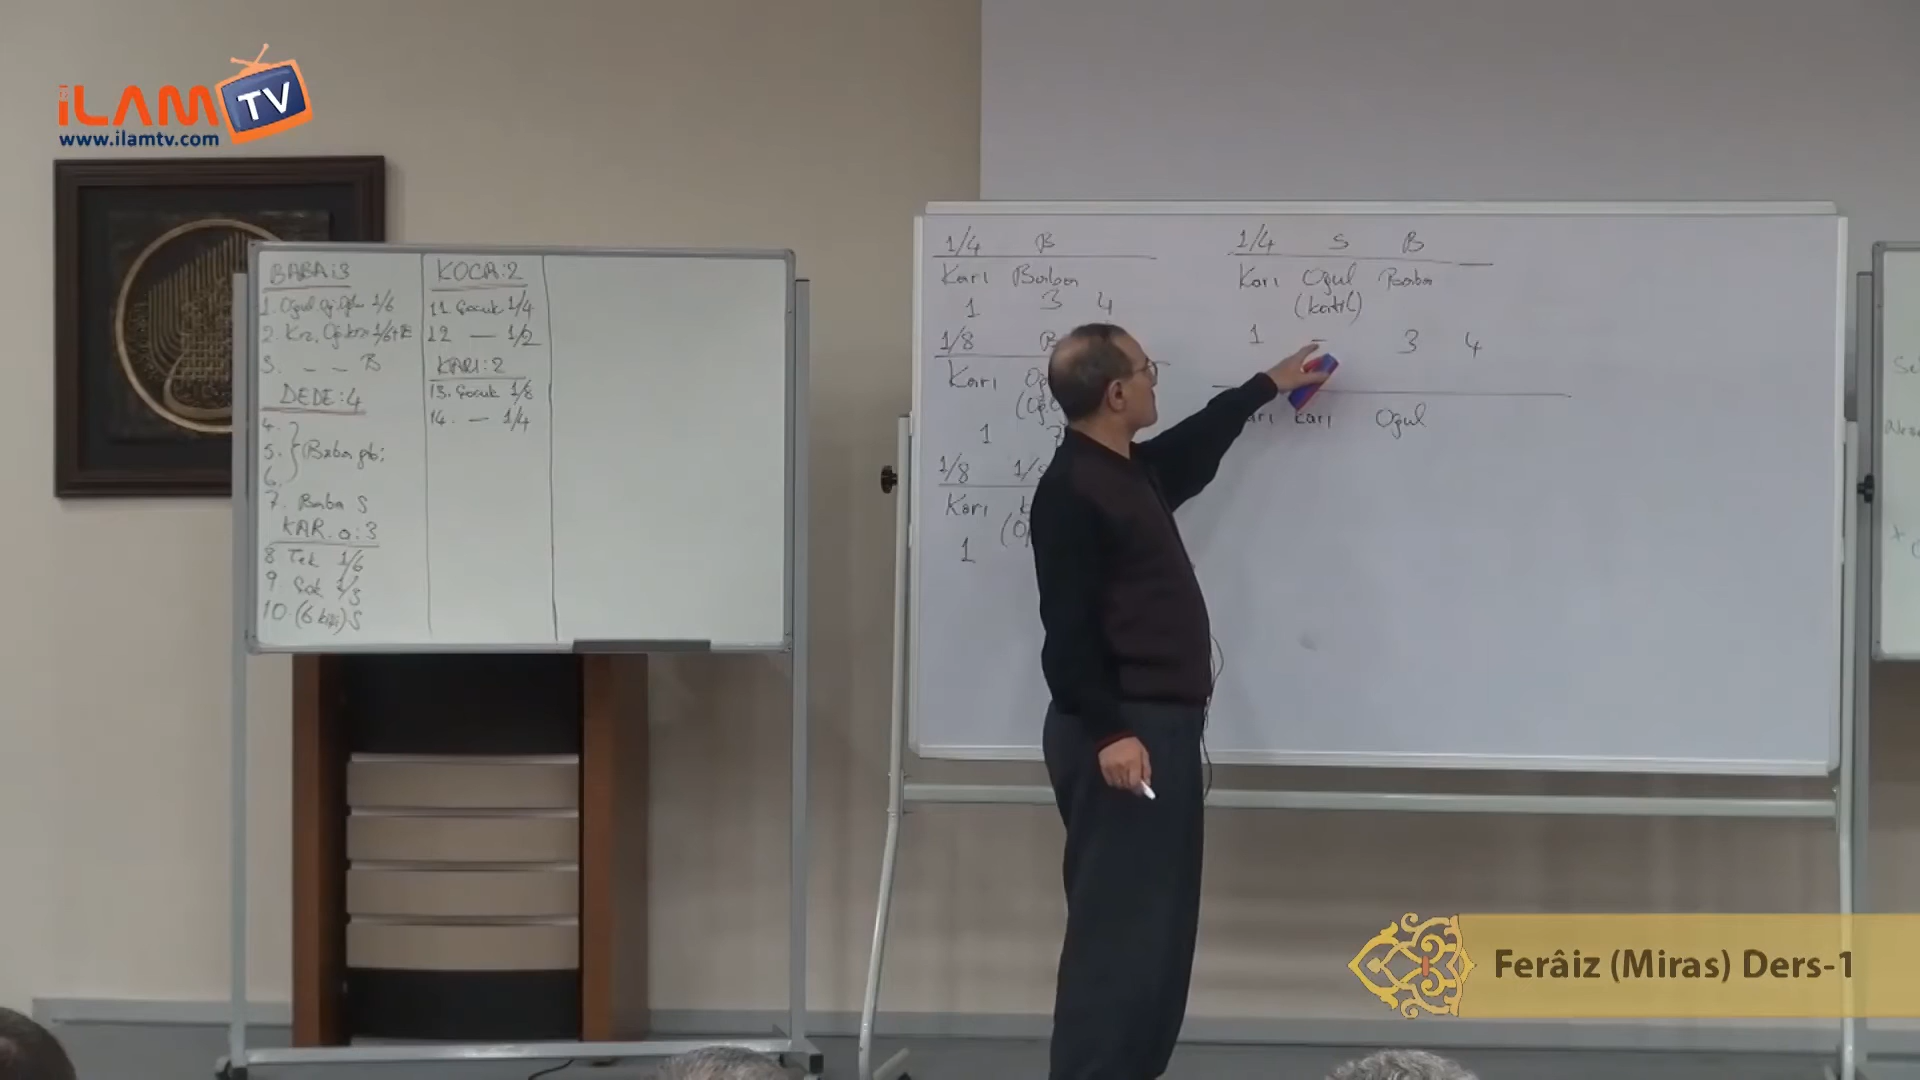 iLAM TV
www.ilamtv.com
BABA:3
1. Oğul, Oğ. Oğlu 1/6
2. Kız, Oğ kızı 1/6+B
3. _ _ B
DEDE:4
4.
5. } Baba gibi
6.
7. Baba S
KAR. a:3
8 Tek 1/6
9 Çok 1/3
10.(6 kişi) S
KOCA:2
11. Çocuk 1/4
12 — 1/2
KARI:2
13. Çocuk 1/8
14. — 1/4
1/4 B
Karı Baba
1 3 4
1/8 B
Karı
1 7
1/8
Karı
1
1/4 S B
Karı Oğul Baba
(katil)
1 – 3 4
karı Oğul
Ferâiz (Miras) Ders-1